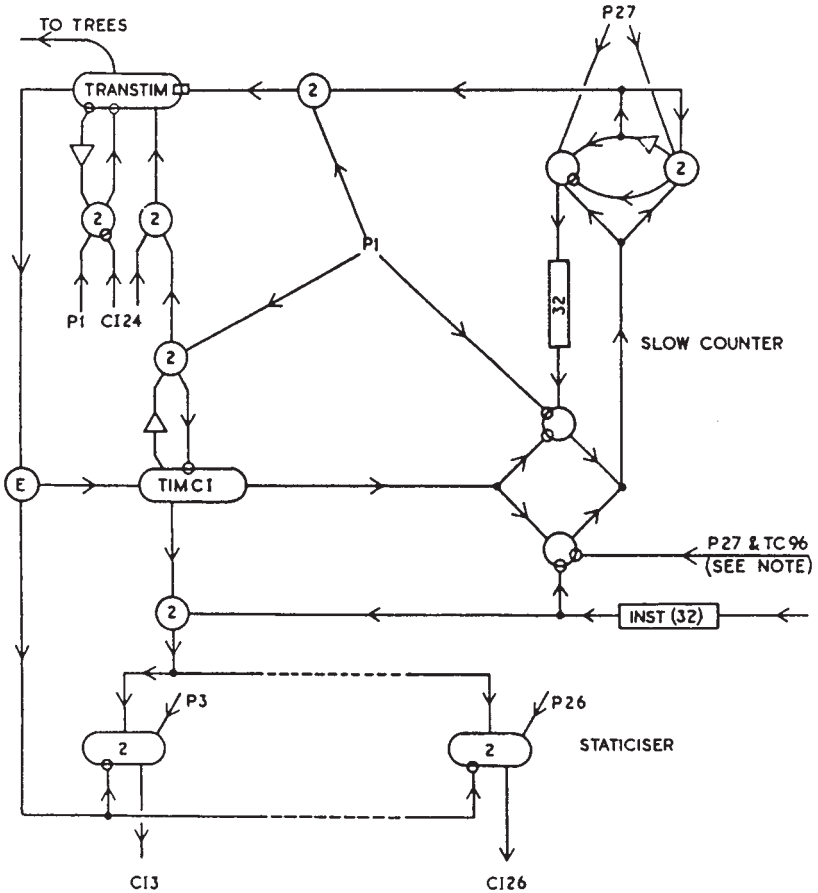 P27
TO TREES
TRANSTIM
2
2
2
2
P1 CI24
P1
32
2
SLOW COUNTER
E
TIMCI
P27 & TC96
(SEE NOTE)
2
INST (32)
P3
P26
2
2
STATICISER
CI3
CI26